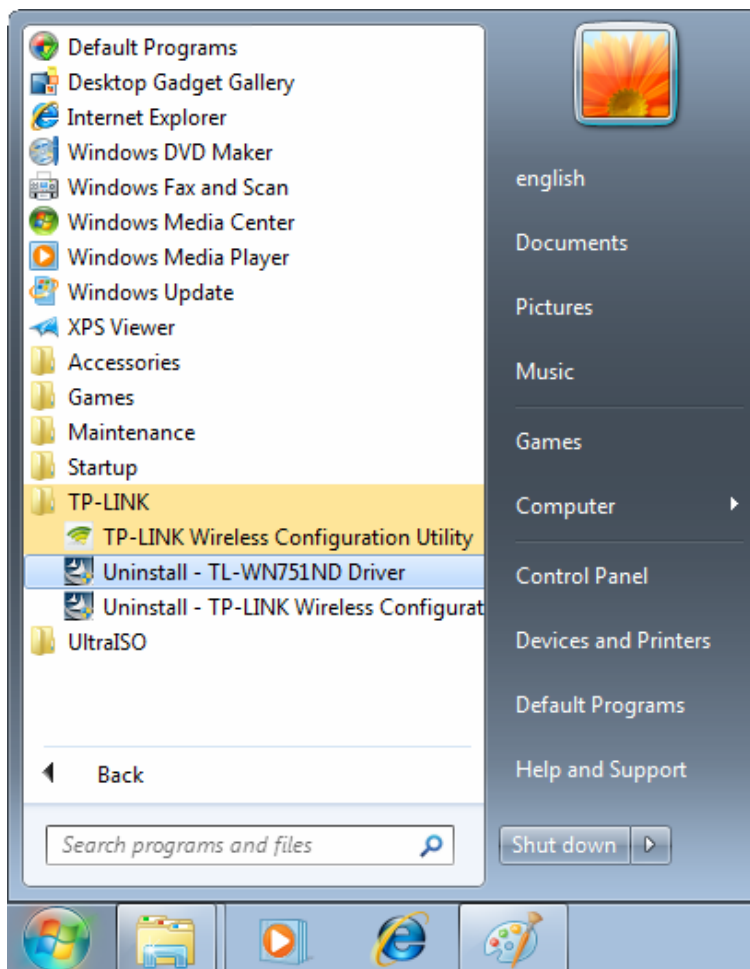 Default Programs
Desktop Gadget Gallery
Internet Explorer
Windows DVD Maker
Windows Fax and Scan
Windows Media Center
Windows Media Player
Windows Update
XPS Viewer
Accessories
Games
Maintenance
Startup
TP-LINK
TP-LINK Wireless Configuration Utility
Uninstall - TL-WN751ND Driver
Uninstall - TP-LINK Wireless Configurat
UltraISO
Back
Search programs and files
english
Documents
Pictures
Music
Games
Computer
Control Panel
Devices and Printers
Default Programs
Help and Support
Shut down